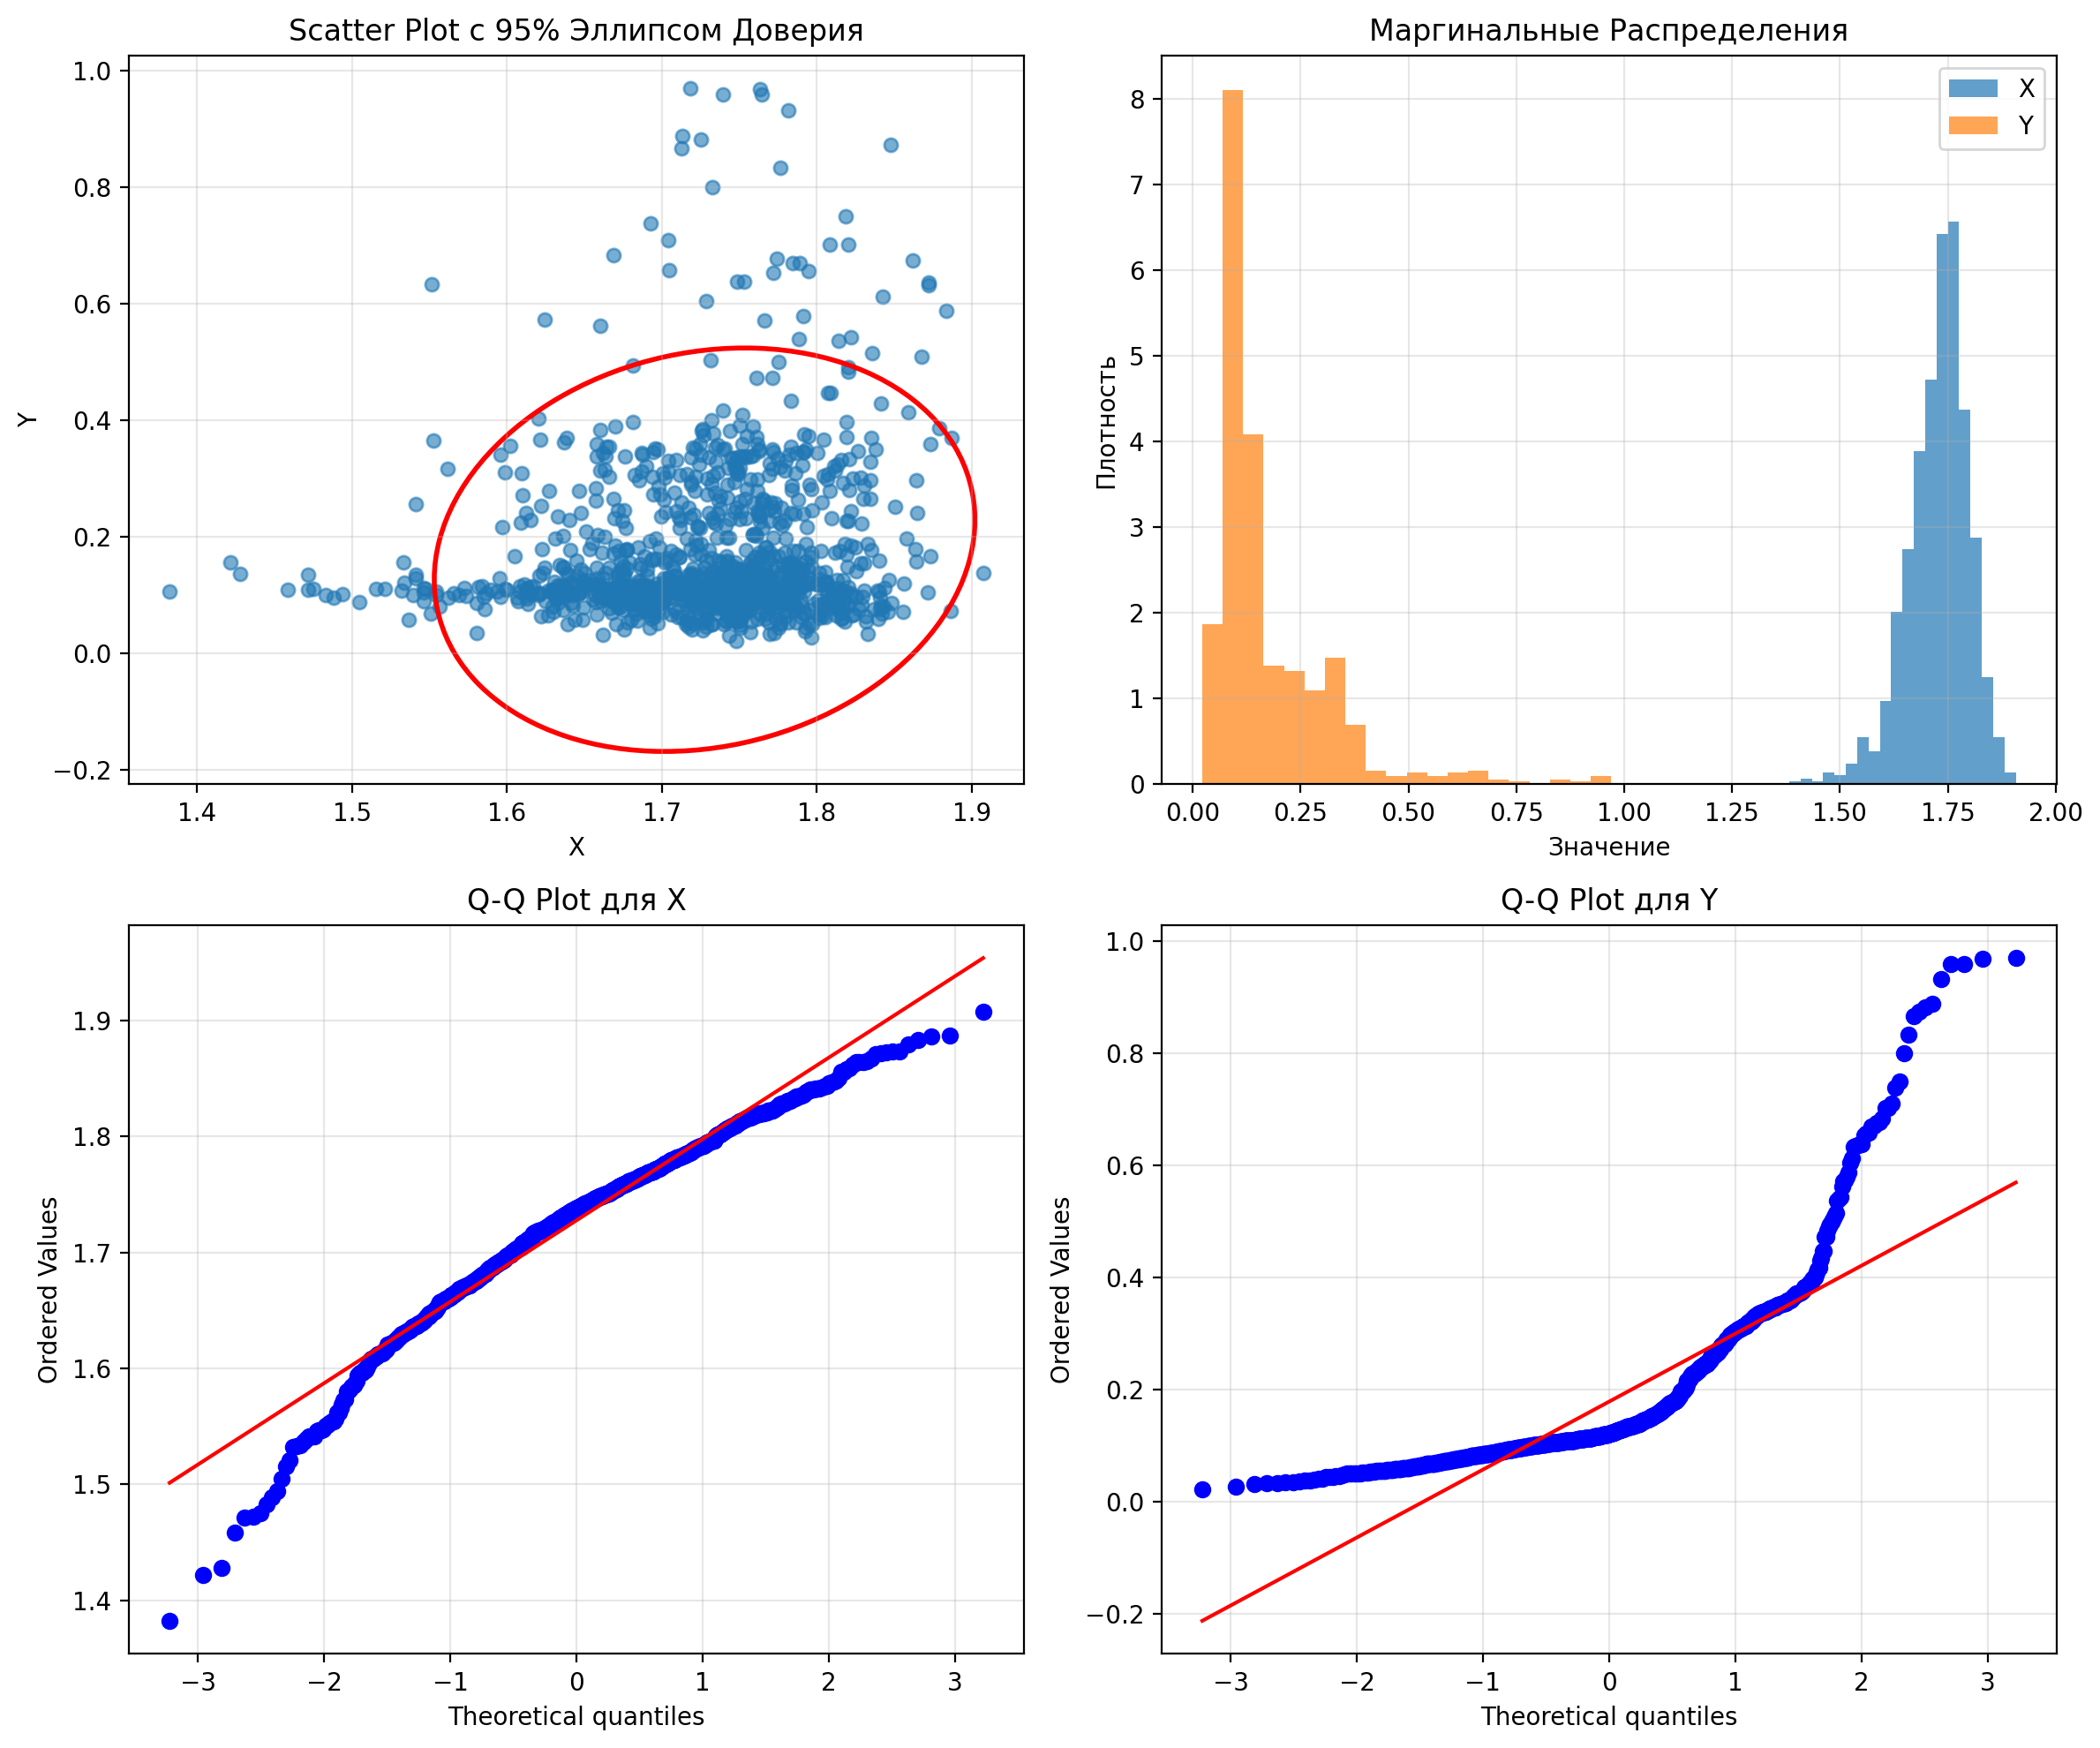 Scatter Plot с 95% Эллипсом Доверия
1.0
0.8
0.6
0.4
0.2
0.0
−0.2
Y
1.4 1.5 1.6 1.7 1.8 1.9
X
Маргинальные Распределения
X
Y
8
7
6
5
4
3
2
1
0
Плотность
0.00 0.25 0.50 0.75 1.00 1.25 1.50 1.75 2.00
Значение
Q-Q Plot для X
1.9
1.8
1.7
1.6
1.5
1.4
Ordered Values
−3 −2 −1 0 1 2 3
Theoretical quantiles
Q-Q Plot для Y
1.0
0.8
0.6
0.4
0.2
0.0
−0.2
Ordered Values
−3 −2 −1 0 1 2 3
Theoretical quantiles